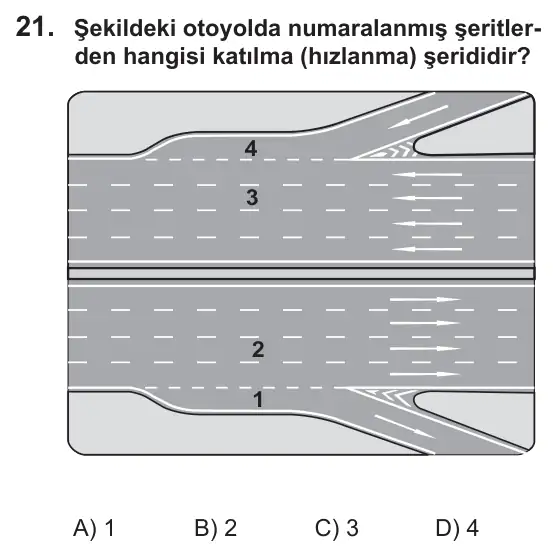 21. Şekildeki otoyolda numaralanmış şeritler-
den hangisi katılma (hızlanma) şerididir?
4
3
2
1
A) 1 B) 2 C) 3 D) 4